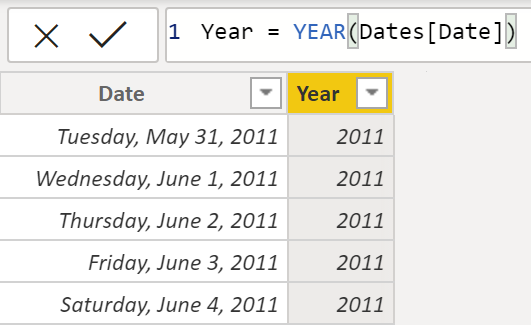 1 Year = YEAR(Dates[Date])
Date Year
Tuesday, May 31, 2011 2011
Wednesday, June 1, 2011 2011
Thursday, June 2, 2011 2011
Friday, June 3, 2011 2011
Saturday, June 4, 2011 2011